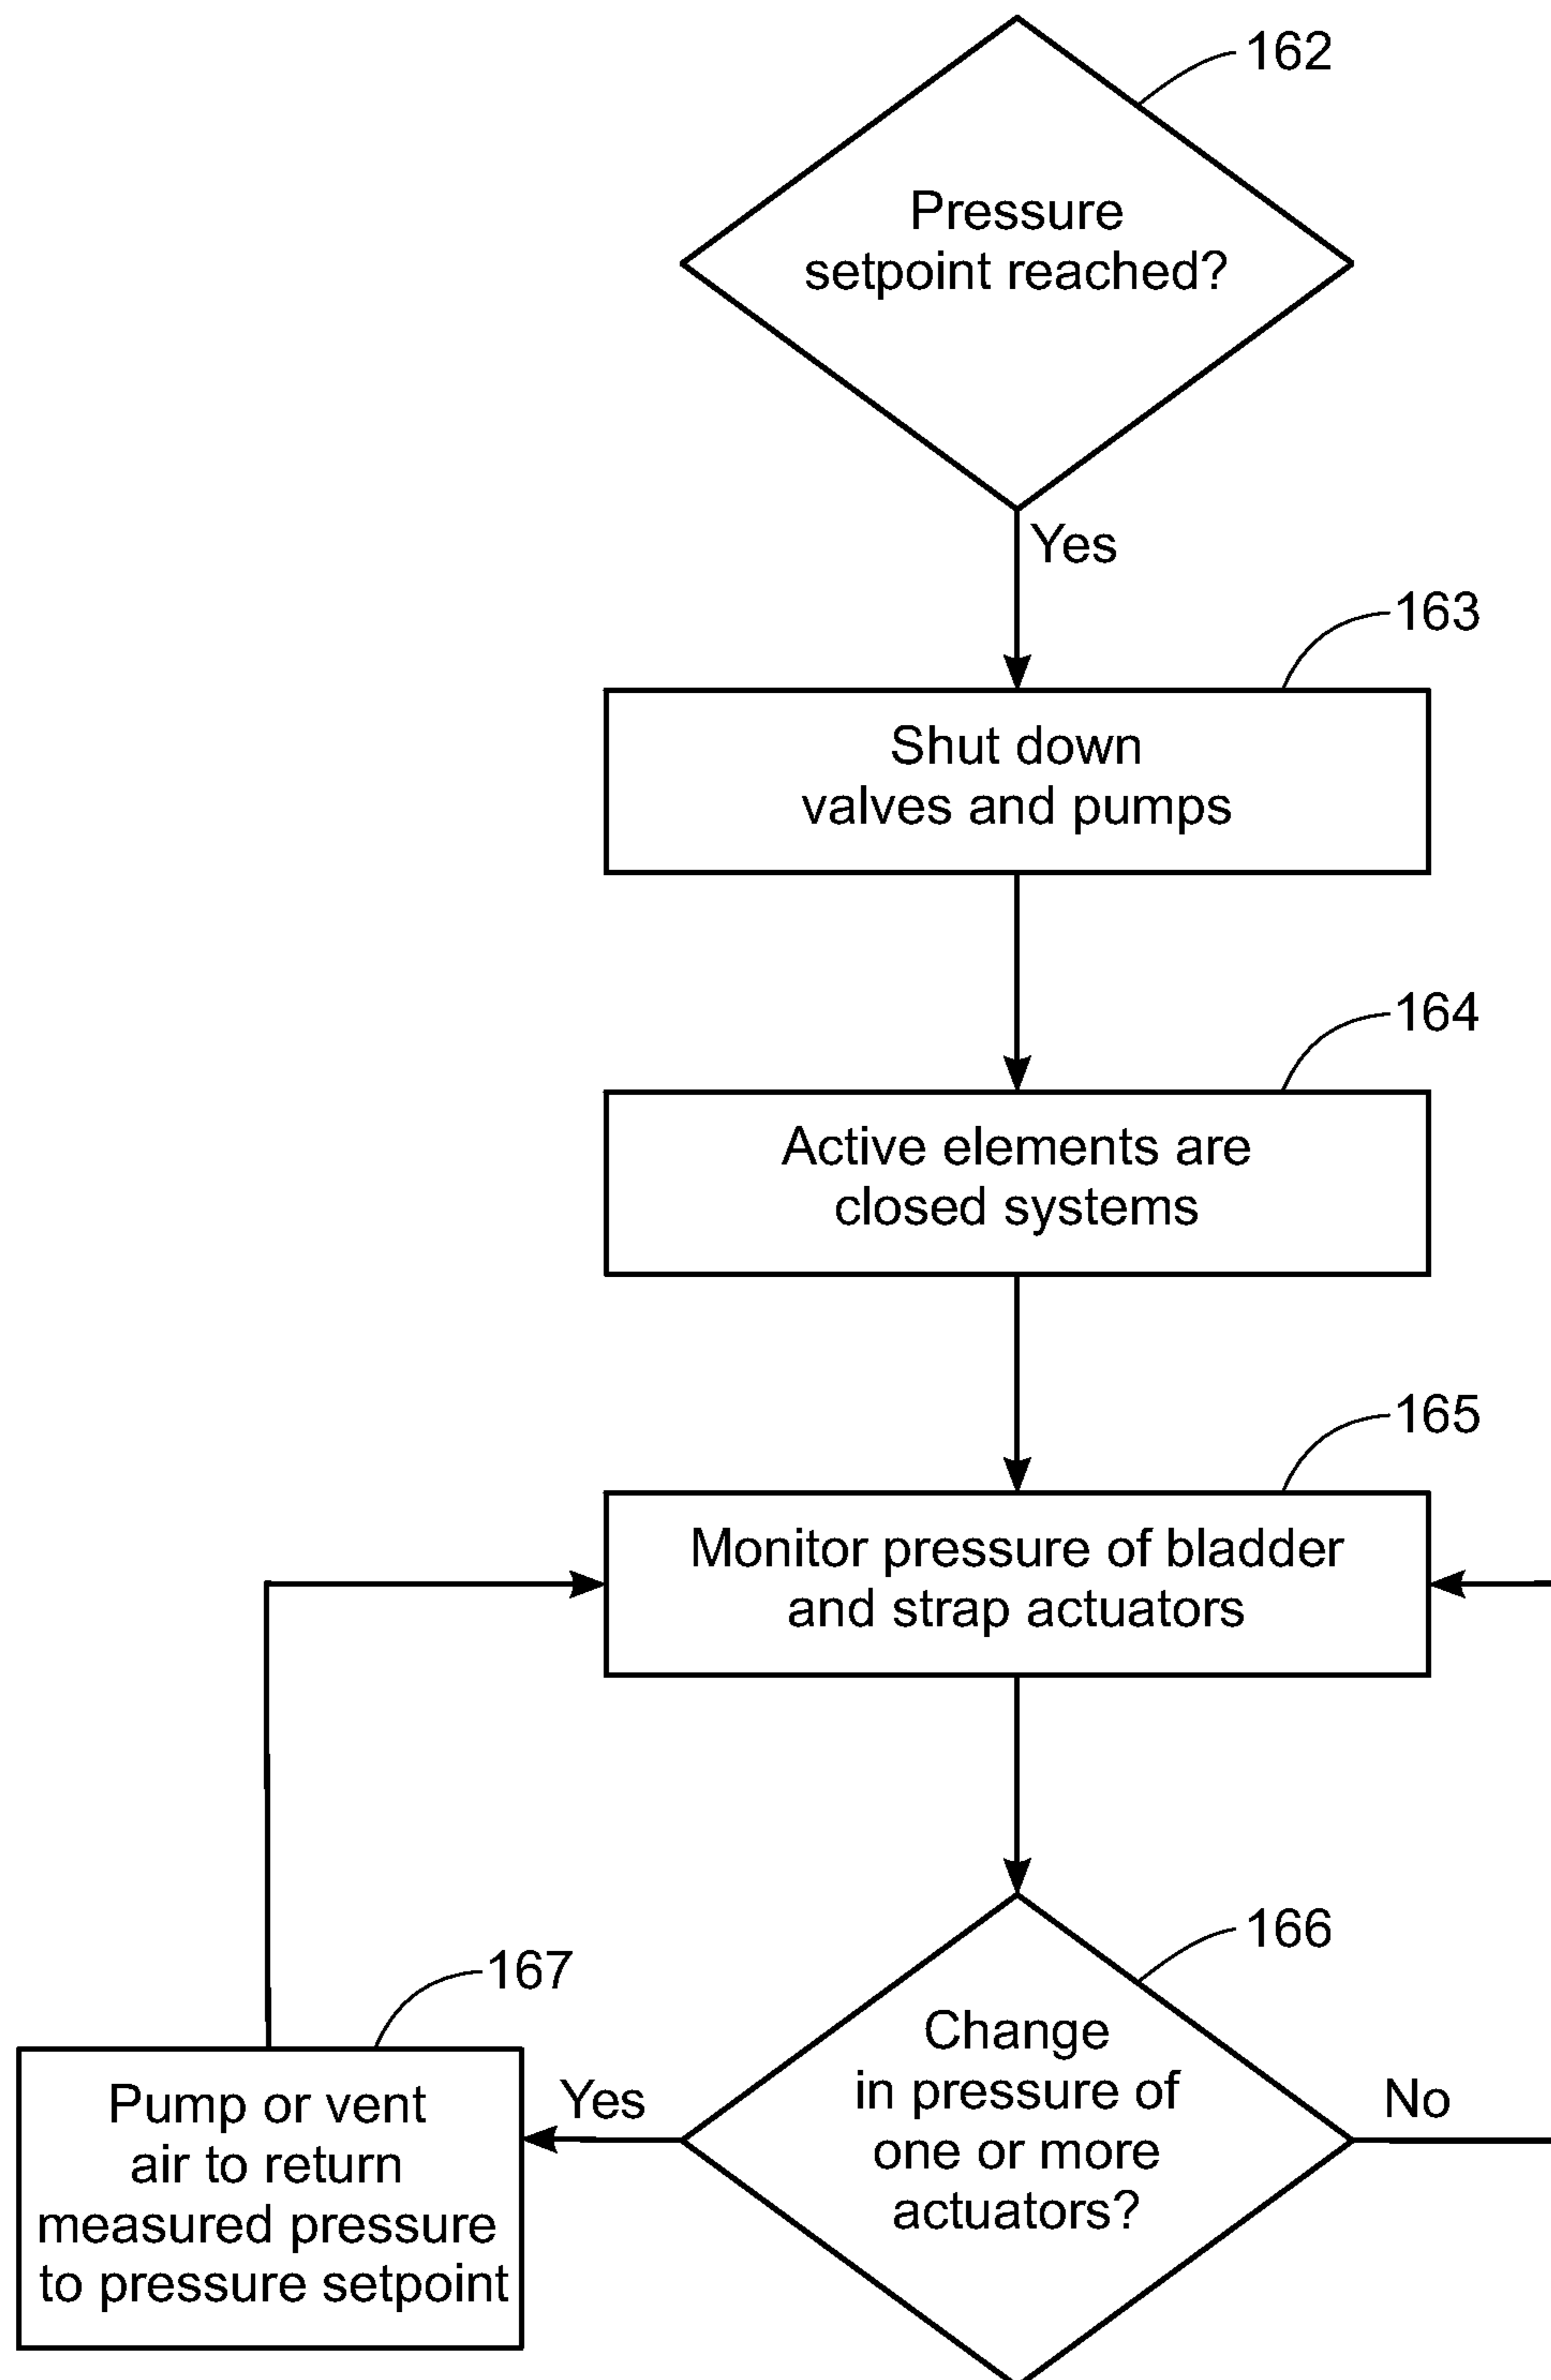 162
Pressure
setpoint reached?
Yes
163
Shut down
valves and pumps
164
Active elements are
closed systems
165
Monitor pressure of bladder
and strap actuators
166
Change
in pressure of
one or more
actuators?
Yes
No
167
Pump or vent
air to return
measured pressure
to pressure setpoint